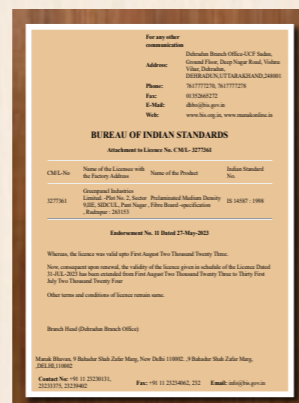 For any other
communication
Dehradun Branch Office-UCF Sadan,
Address: Ground Floor, Deep Nagar Road, Vishnu
Vihar, Dehradun,
DEHRADUN,UTTARAKHAND,248001
Phone: 7617777270, 7617777278
Fax: 01352665272
E-Mail: dhbo@bis.gov.in
Web: www.bis.org.in, www.manakonline.in
BUREAU OF INDIAN STANDARDS
Attachment to Licence No. CM/L- 3277361
CM/L-No Name of the Licensee with the Factory Address Name of the Product Indian Standard No.
3277361 Greenpanel Industries Limited. -Plot No. 2, Sector 9,IIE, SIDCUL, Pant Nagar , Rudrapur : 263153 Prelaminated Medium Density Fibre Board -specification IS 14587 : 1998
Endorsement No. 11 Dated 27-May-2023
Whereas, the licence was valid upto First August Two Thousand Twenty Three.
Now, consequent upon renewal, the validity of the licence given in schedule of the Licence Dated
31-JUL-2023 has been extended from First August Two Thousand Twenty Three to Thirty First
July Two Thousand Twenty Four
Other terms and conditions of licence remain same.
Branch Head (Dehradun Branch Office)
Manak Bhavan, 9 Bahadur Shah Zafar Marg, New Delhi 110002. ,9 Bahadur Shah Zafar Marg,
,DELHI,110002
Contact No: +91 11 23230131, Fax: +91 11 23234062, 232 Email: info@bis.gov.in
23233375, 23239402